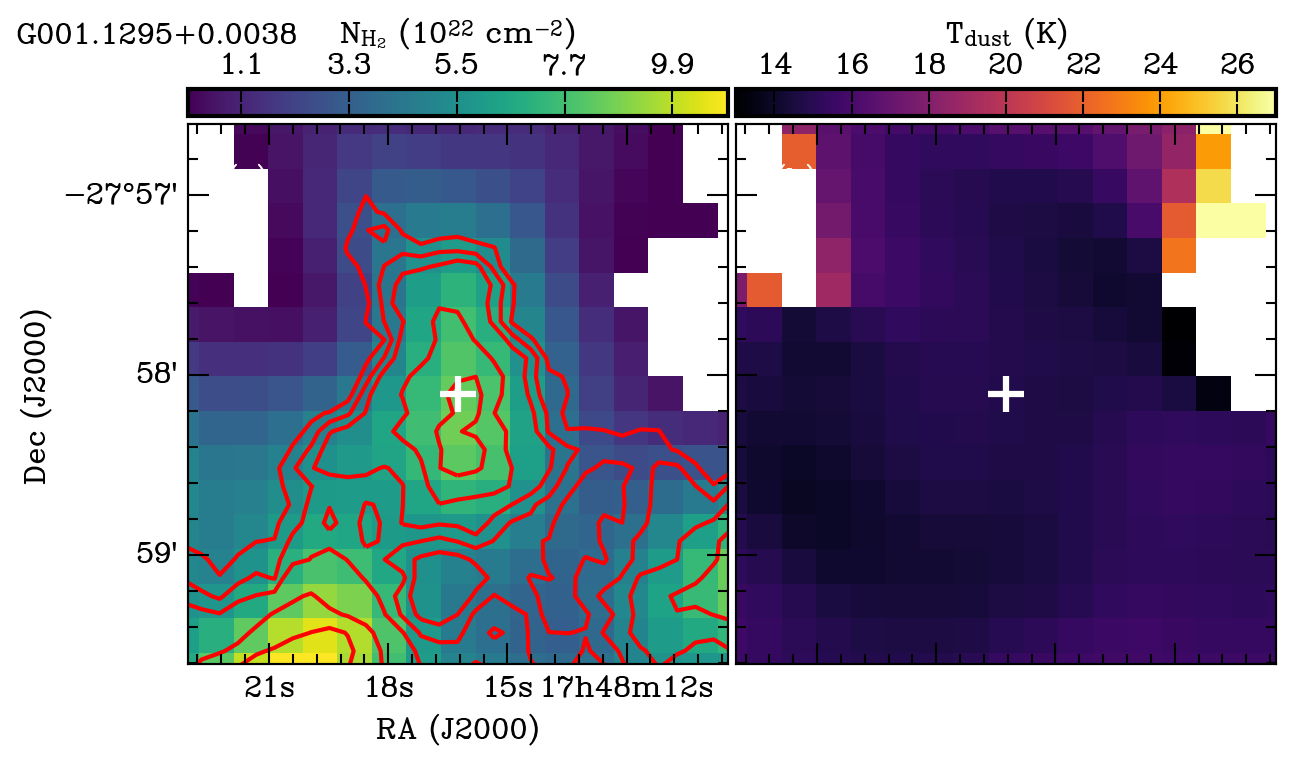 G001.1295+0.0038 N_H₂ (10²² cm⁻²) T_dust (K)
1.1 3.3 5.5 7.7 9.9 14 16 18 20 22 24 26
−27°57'
58'
59'
Dec (J2000)
21s 18s 15s 17h48m12s
RA (J2000)